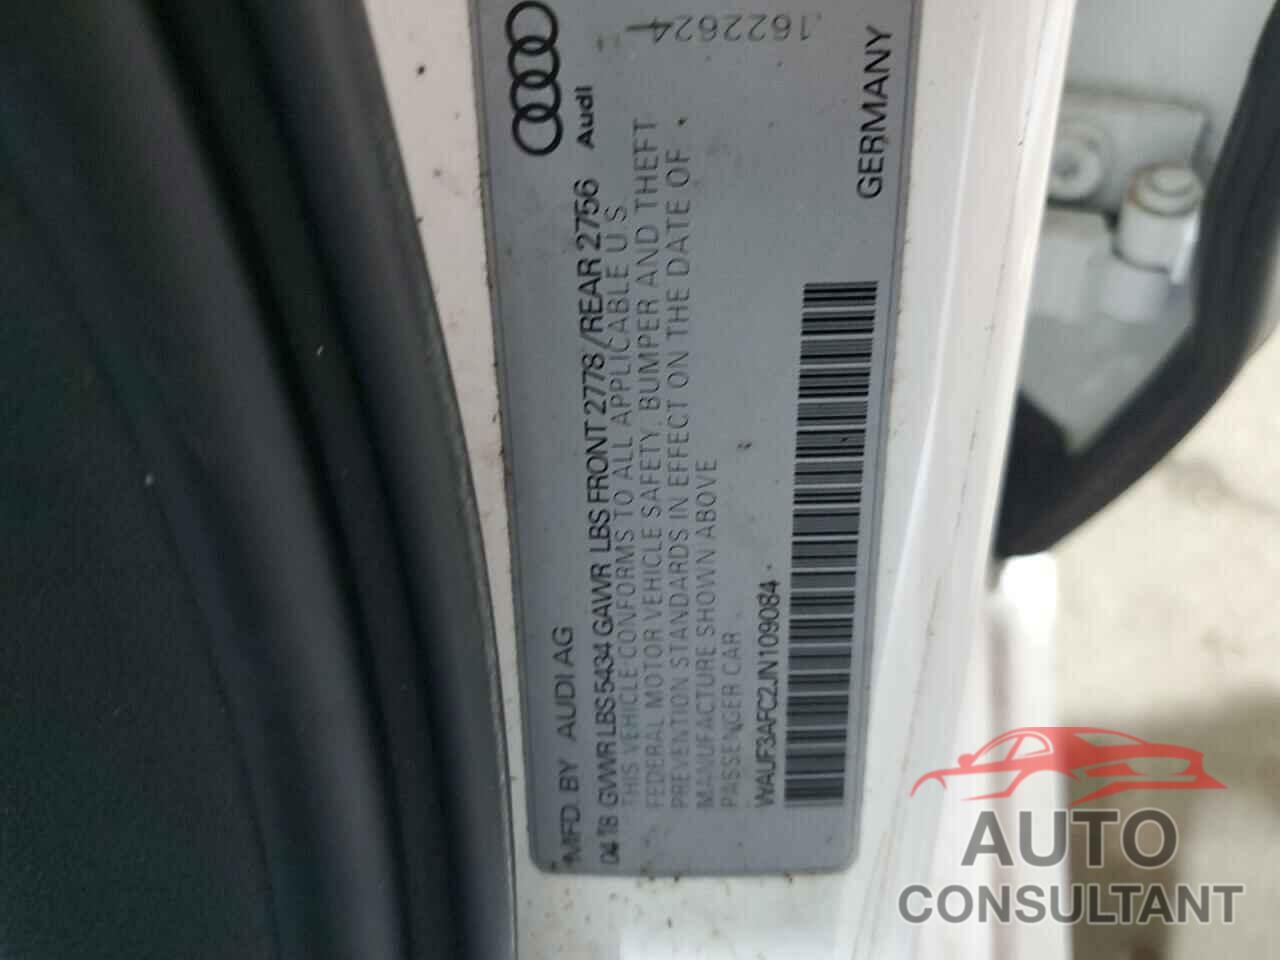 MFD. BY AUDI AG
04 18 GVWR LBS 5434 GAWR LBS FRONT 2778 /REAR 2756
THIS VEHICLE CONFORMS TO ALL APPLICABLE U S
FEDERAL MOTOR VEHICLE SAFETY, BUMPER AND THEFT
PREVENTION STANDARDS IN EFFECT ON THE DATE OF
MANUFACTURE SHOWN ABOVE
PASSENGER CAR
WAUF3AFC2JN109084
Audi
GERMANY
AUTO
CONSULTANT